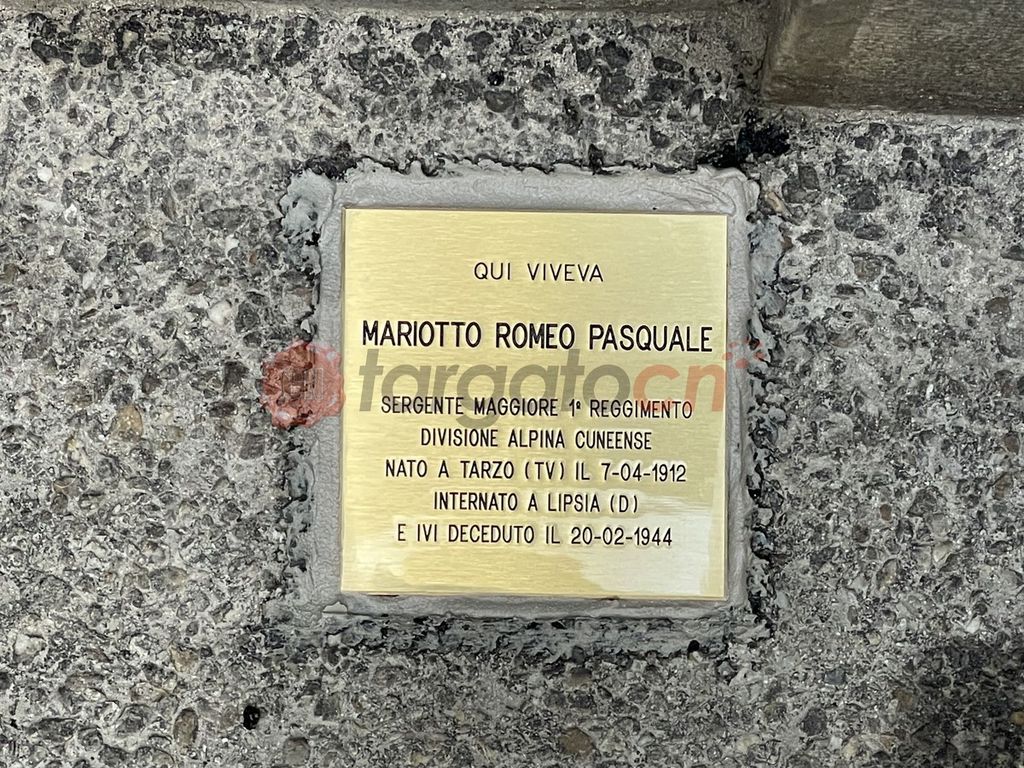 QUI VIVEVA
MARIOTTO ROMEO PASQUALE
targatocn
SERGENTE MAGGIORE 1° REGGIMENTO
DIVISIONE ALPINA CUNEENSE
NATO A TARZO (TV) IL 7-04-1912
INTERNATO A LIPSIA (D)
E IVI DECEDUTO IL 20-02-1944